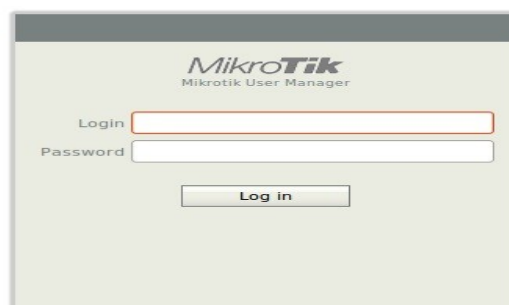 MikroTik
Mikrotik User Manager
Login
Password
Log in